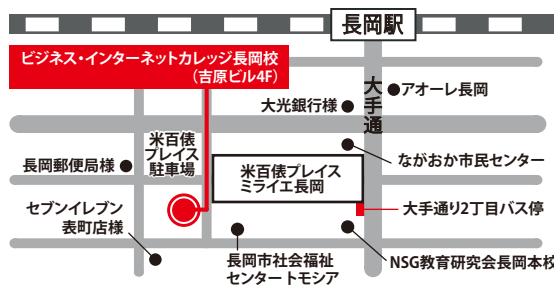 長岡駅
ビジネス・インターネットカレッジ長岡校
（吉原ビル4F）
大手通
アオーレ長岡
大光銀行様
米百俵
プレイス
駐車場
ながおか市民センター
長岡郵便局様
米百俵プレイス
ミライエ長岡
セブンイレブン
表町店様
大手通り2丁目バス停
長岡市社会福祉
センタートモシア
NSG教育研究会長岡本校